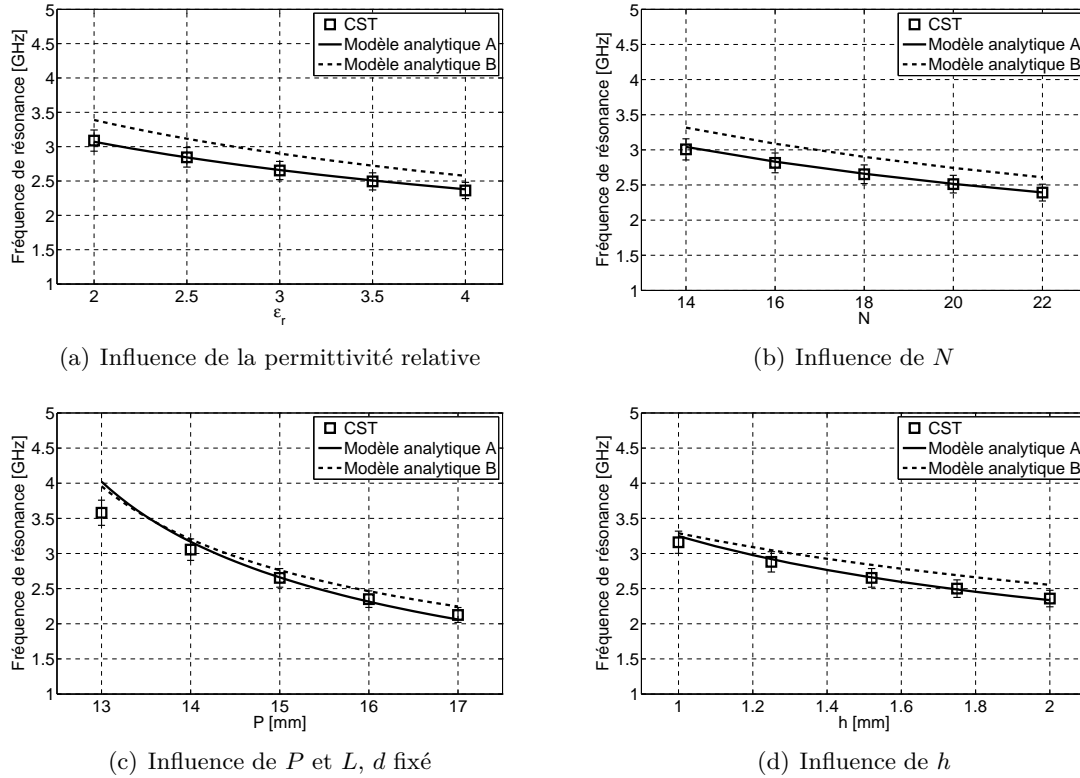 5
4.5
4
3.5
3
2.5
2
1.5
1
Fréquence de résonance [GHz]
CST
Modèle analytique A
Modèle analytique B
2
2.5
3
3.5
4
ε_r
(a) Influence de la permittivité relative
5
4.5
4
3.5
3
2.5
2
1.5
1
Fréquence de résonance [GHz]
CST
Modèle analytique A
Modèle analytique B
14
16
18
20
22
N
(b) Influence de N
5
4.5
4
3.5
3
2.5
2
1.5
1
Fréquence de résonance [GHz]
CST
Modèle analytique A
Modèle analytique B
13
14
15
16
17
P [mm]
(c) Influence de P et L, d fixé
5
4.5
4
3.5
3
2.5
2
1.5
1
Fréquence de résonance [GHz]
CST
Modèle analytique A
Modèle analytique B
1
1.2
1.4
1.6
1.8
2
h [mm]
(d) Influence de h